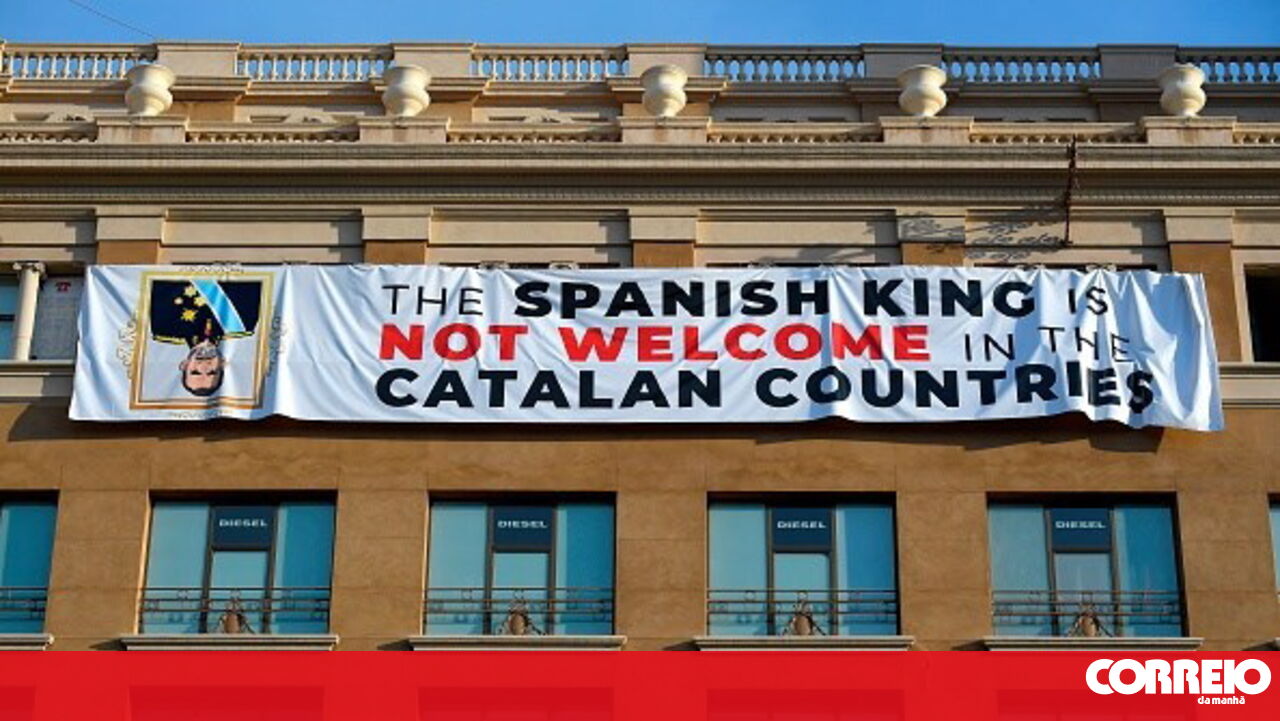 THE SPANISH KING IS
NOT WELCOME IN THE
CATALAN COUNTRIES
DIESEL
DIESEL
DIESEL
DIESEL
CORREIO
da manhã